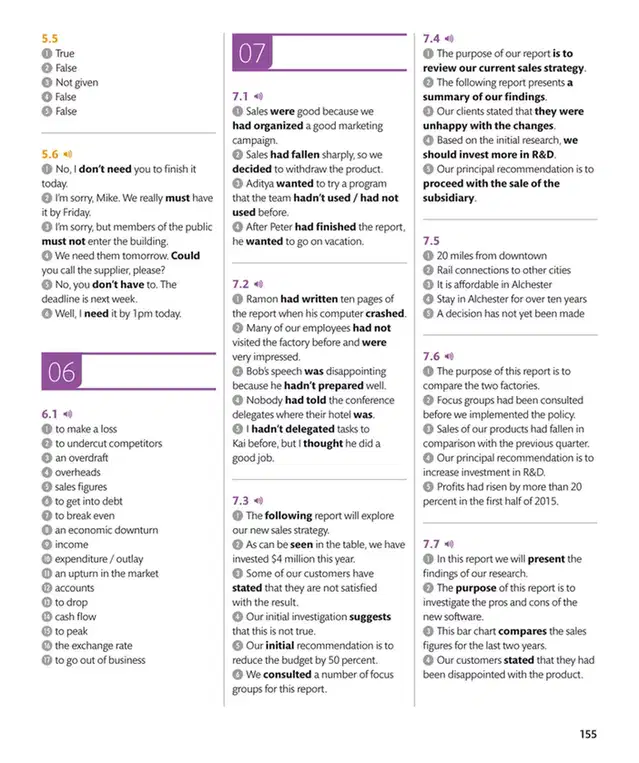 5.5
1 True
2 False
3 Not given
4 False
5 False
5.6
1 No, I don't need you to finish it
today.
2 I'm sorry, Mike. We really must have
it by Friday.
3 I'm sorry, but members of the public
must not enter the building.
4 We need them tomorrow. Could
you call the supplier, please?
5 No, you don't have to. The
deadline is next week.
6 Well, I need it by 1pm today.
06
6.1
1 to make a loss
2 to undercut competitors
3 an overdraft
4 overheads
5 sales figures
6 to get into debt
7 to break even
8 an economic downturn
9 income
10 expenditure / outlay
11 an upturn in the market
12 accounts
13 to drop
14 cash flow
15 to peak
16 the exchange rate
17 to go out of business
07
7.1
1 Sales were good because we
had organized a good marketing
campaign.
2 Sales had fallen sharply, so we
decided to withdraw the product.
3 Aditya wanted to try a program
that the team hadn't used / had not
used before.
4 After Peter had finished the report,
he wanted to go on vacation.
7.2
1 Ramon had written ten pages of
the report when his computer crashed.
2 Many of our employees had not
visited the factory before and were
very impressed.
3 Bob's speech was disappointing
because he hadn't prepared well.
4 Nobody had told the conference
delegates where their hotel was.
5 I hadn't delegated tasks to
Kai before, but I thought he did a
good job.
7.3
1 The following report will explore
our new sales strategy.
2 As can be seen in the table, we have
invested $4 million this year.
3 Some of our customers have
stated that they are not satisfied
with the result.
4 Our initial investigation suggests
that this is not true.
5 Our initial recommendation is to
reduce the budget by 50 percent.
6 We consulted a number of focus
groups for this report.
7.4
1 The purpose of our report is to
review our current sales strategy.
2 The following report presents a
summary of our findings.
3 Our clients stated that they were
unhappy with the changes.
4 Based on the initial research, we
should invest more in R&D.
5 Our principal recommendation is to
proceed with the sale of the
subsidiary.
7.5
1 20 miles from downtown
2 Rail connections to other cities
3 It is affordable in Alchester
4 Stay in Alchester for over ten years
5 A decision has not yet been made
7.6
1 The purpose of this report is to
compare the two factories.
2 Focus groups had been consulted
before we implemented the policy.
3 Sales of our products had fallen in
comparison with the previous quarter.
4 Our principal recommendation is to
increase investment in R&D.
5 Profits had risen by more than 20
percent in the first half of 2015.
7.7
1 In this report we will present the
findings of our research.
2 The purpose of this report is to
investigate the pros and cons of the
new software.
3 This bar chart compares the sales
figures for the last two years.
4 Our customers stated that they had
been disappointed with the product.
155